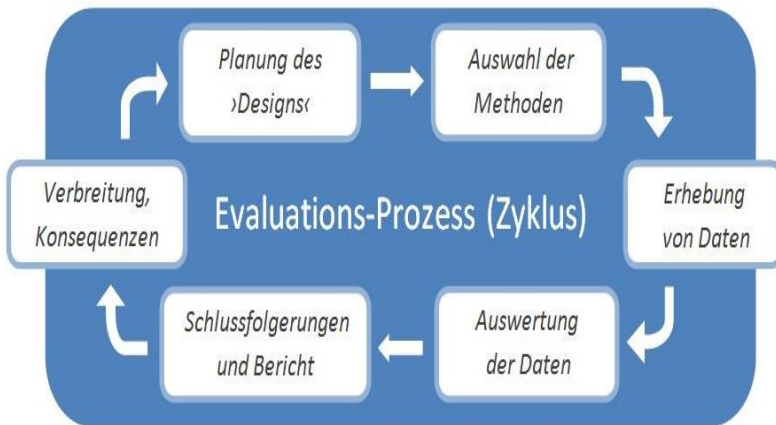 Planung des
›Designs‹
Auswahl der
Methoden
Verbreitung,
Konsequenzen
Evaluations-Prozess (Zyklus)
Erhebung
von Daten
Schlussfolgerungen
und Bericht
Auswertung
der Daten